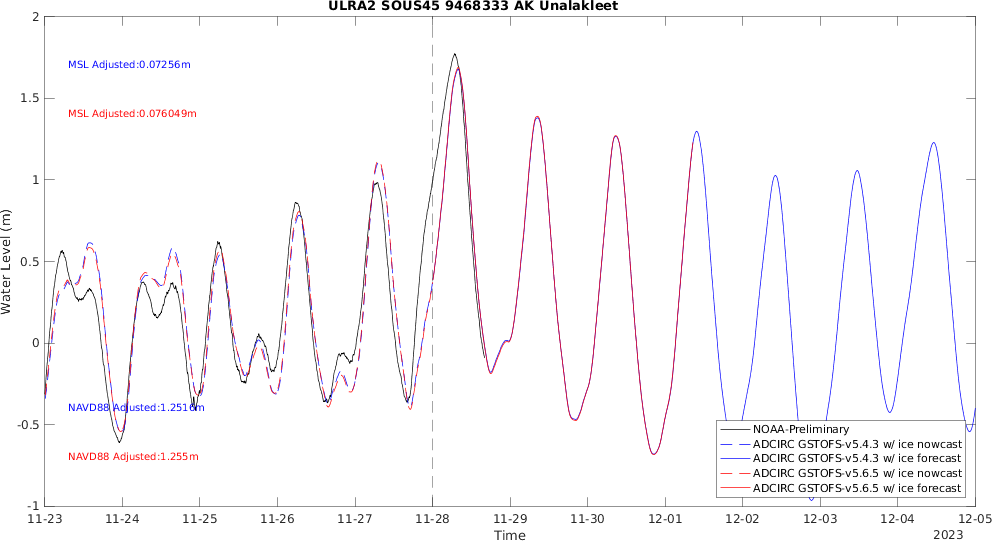 ULRA2 SOUS45 9468333 AK Unalakleet
2
1.5
1
0.5
0
-0.5
-1
Water Level (m)
MSL Adjusted:0.07256m
MSL Adjusted:0.076049m
NAVD88 Adjusted:1.2516m
NAVD88 Adjusted:1.255m
NOAA-Preliminary
ADCIRC GSTOFS-v5.4.3 w/ ice nowcast
ADCIRC GSTOFS-v5.4.3 w/ ice forecast
ADCIRC GSTOFS-v5.6.5 w/ ice nowcast
ADCIRC GSTOFS-v5.6.5 w/ ice forecast
11-23 11-24 11-25 11-26 11-27 11-28 11-29 11-30 12-01 12-02 12-03 12-04 12-05
Time
2023